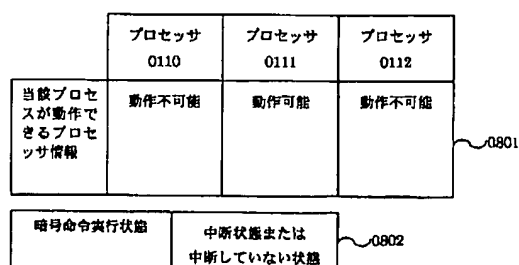 プロセッサ
0110
プロセッサ
0111
プロセッサ
0112
当該プロセ
スが動作で
きるプロセ
ッサ情報
動作不可能
動作可能
動作不可能
0801
暗号命令実行状態
中断状態または
中断していない状態
0802